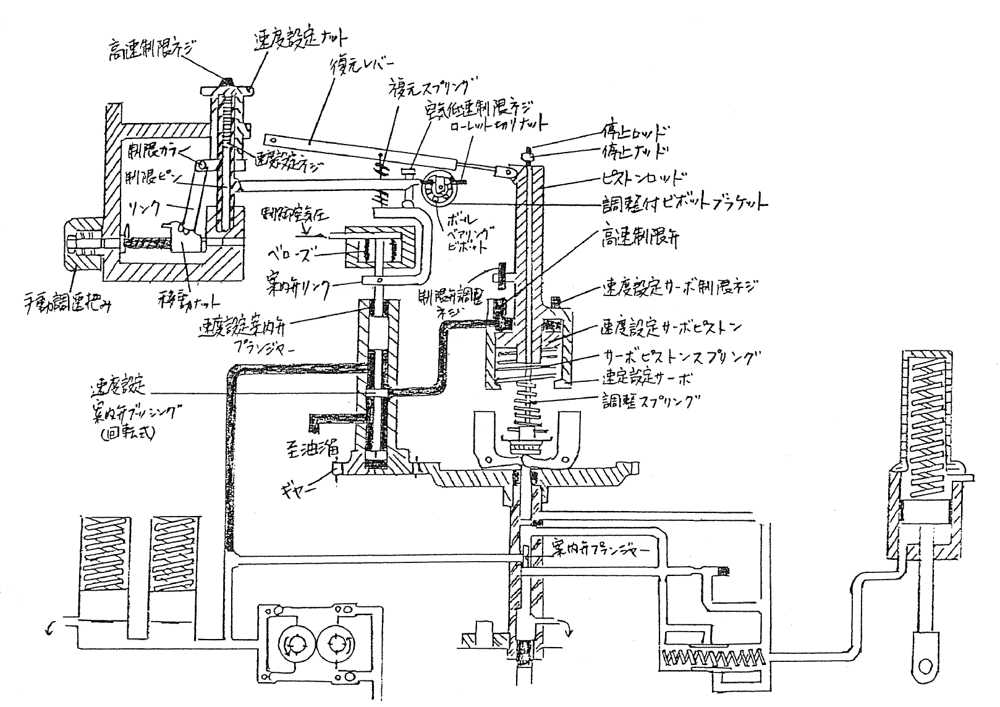 高速制限ネジ
速度設定ナット
復元レバー
復元スプリング
空気低速制限ネジ
ローレット切りナット
停止ロッド
停止ナッド
ピストンロッド
調整付ピボットブラケット
高速制限弁
制限カラー
速度設定ネジ
制限ピン
リンク
制御空気圧
ベローズ
ボール
ベアリング
ピボット
案内弁リンク
手動調速把み
移動ナット
制限弁調整
ネジ
速度設定サーボ制限ネジ
速度設定案内弁
プランジャー
速度設定サーボピストン
サーボピストンスプリング
速定設定サーボ
調整スプリング
速度設定
案内弁ブッシング
(回転式)
至油溜
ギヤー
案内弁プランジャー